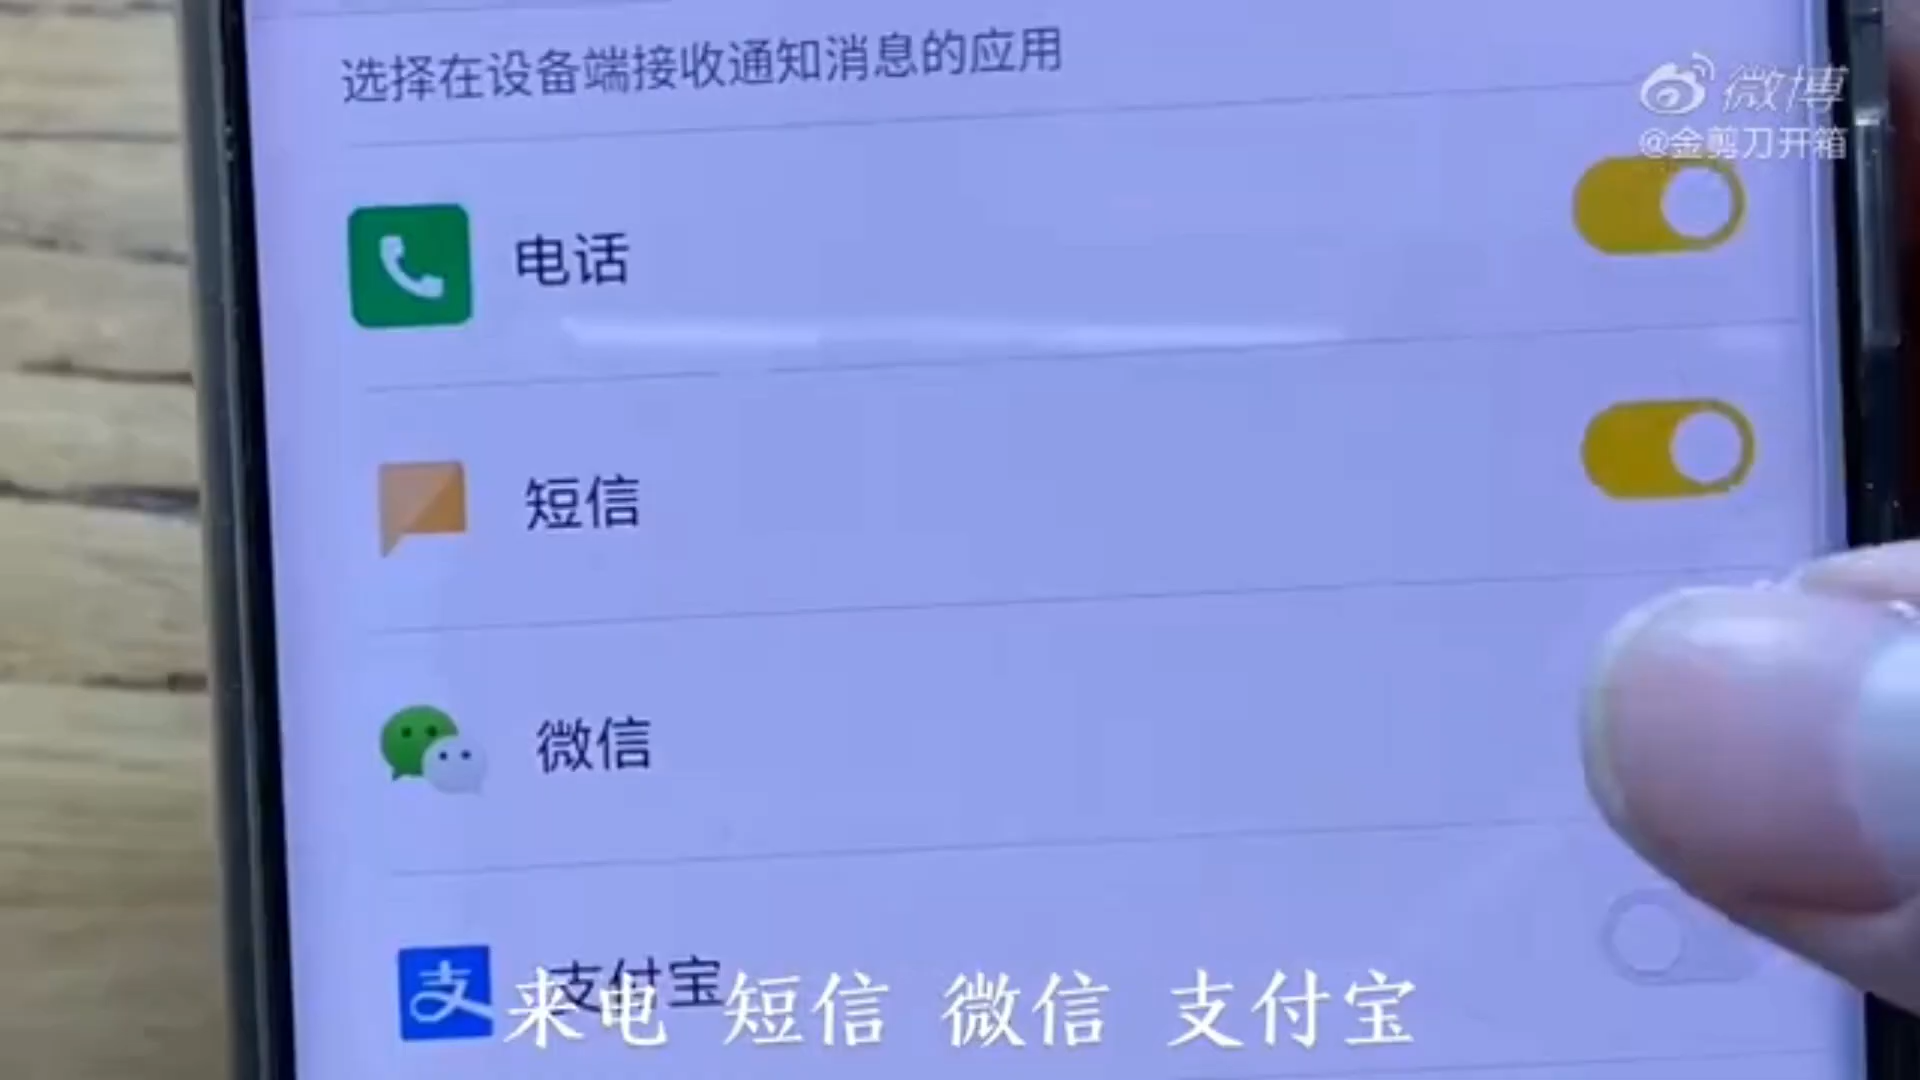 选择在设备端接收通知消息的应用
微博
@金剪刀开箱
电话
短信
微信
支付宝
来电 短信 微信 支付宝